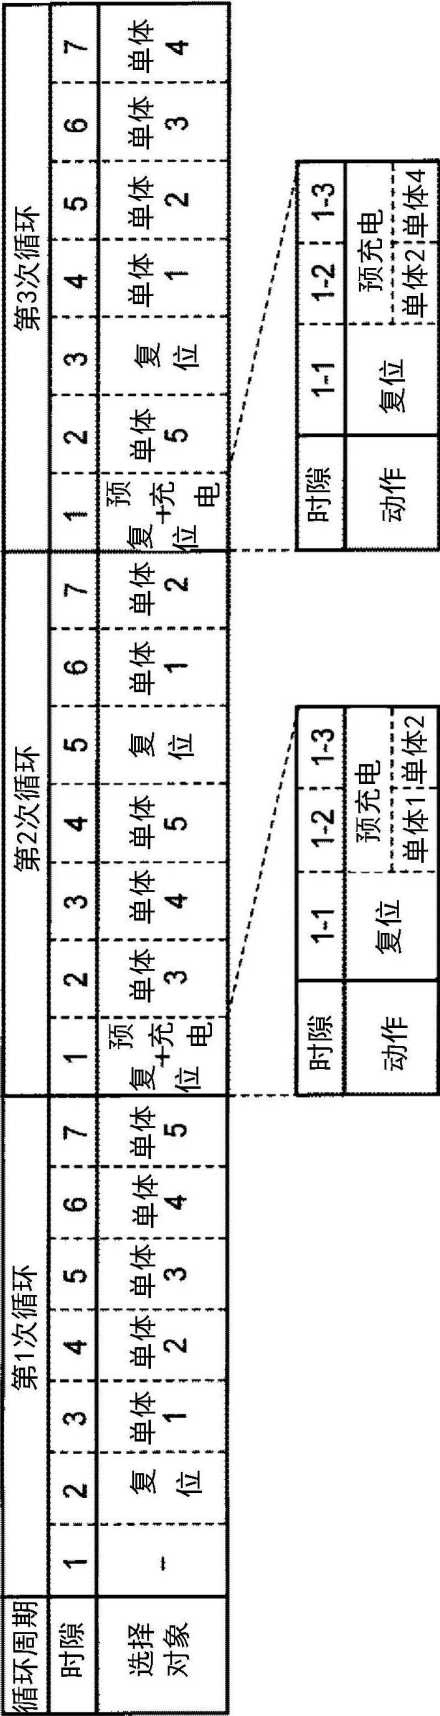 循环周期 第1次循环 第2次循环 第3次循环
时隙 1 2 3 4 5 6 7 1 2 3 4 5 6 7 1 2 3 4 5 6 7
选择对象 - 复位 单体1 单体2 单体3 单体4 单体5 复位+预充电 单体3 单体4 单体5 复位 单体1 单体2 复位+预充电 单体5 复位 单体1 单体2 单体3 单体4
时隙 1-1 1-2 1-3
动作 复位 预充电
单体1 单体2
时隙 1-1 1-2 1-3
动作 复位 预充电
单体2 单体4